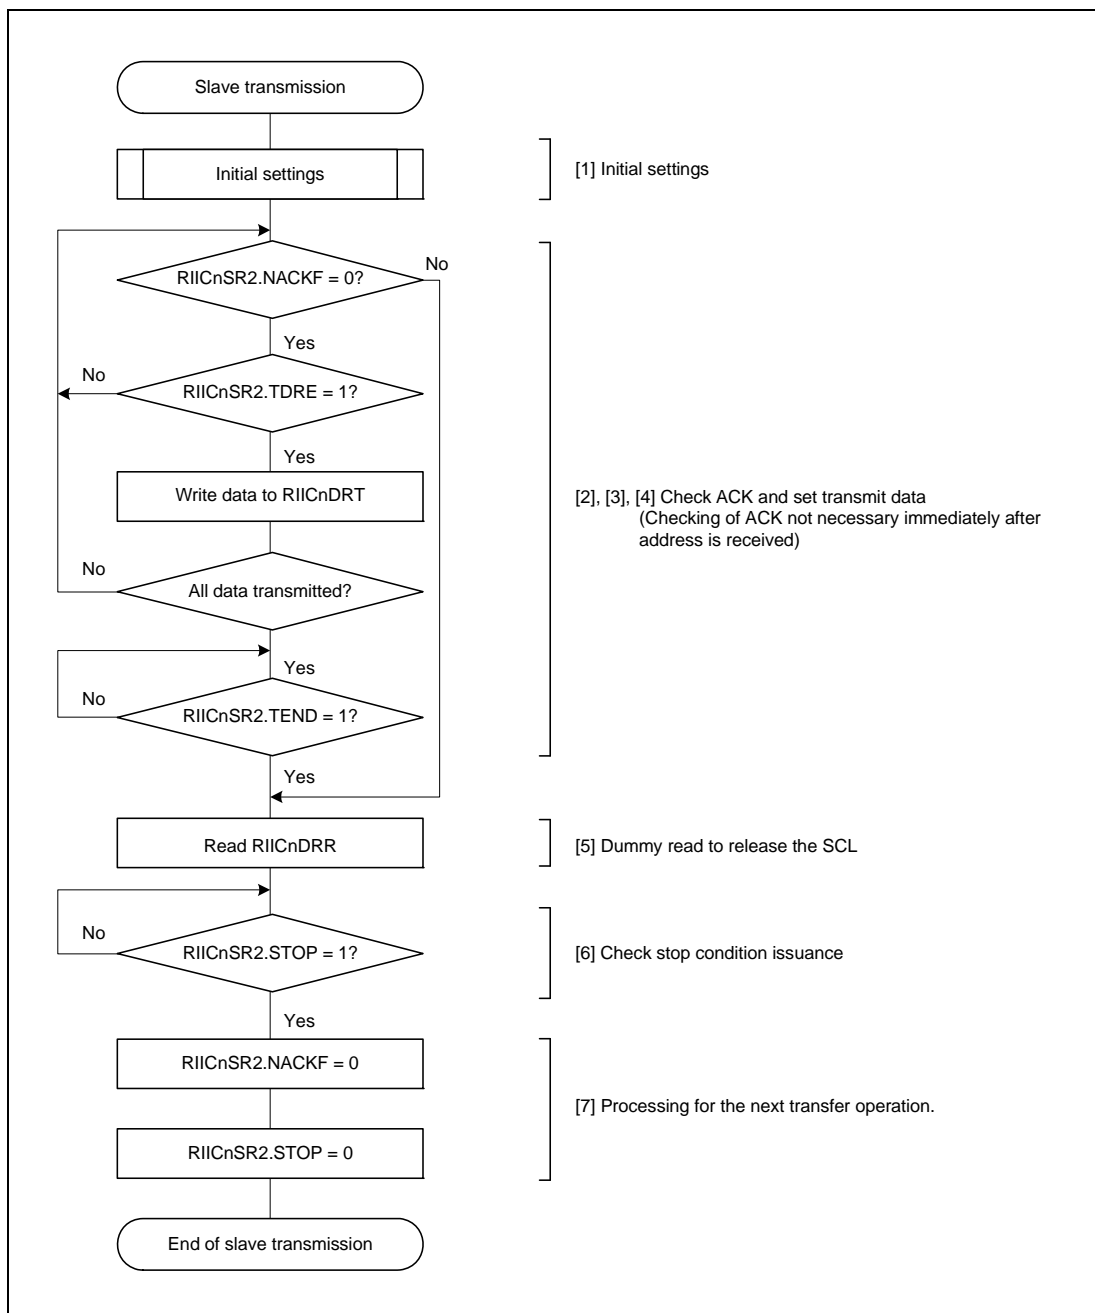 Slave transmission
Initial settings
[1] Initial settings
RIICnSR2.NACKF = 0?
No
Yes
No
RIICnSR2.TDRE = 1?
Yes
Write data to RIICnDRT
[2], [3], [4] Check ACK and set transmit data
(Checking of ACK not necessary immediately after
address is received)
No
All data transmitted?
Yes
No
RIICnSR2.TEND = 1?
Yes
Read RIICnDRR
[5] Dummy read to release the SCL
No
RIICnSR2.STOP = 1?
[6] Check stop condition issuance
Yes
RIICnSR2.NACKF = 0
[7] Processing for the next transfer operation.
RIICnSR2.STOP = 0
End of slave transmission